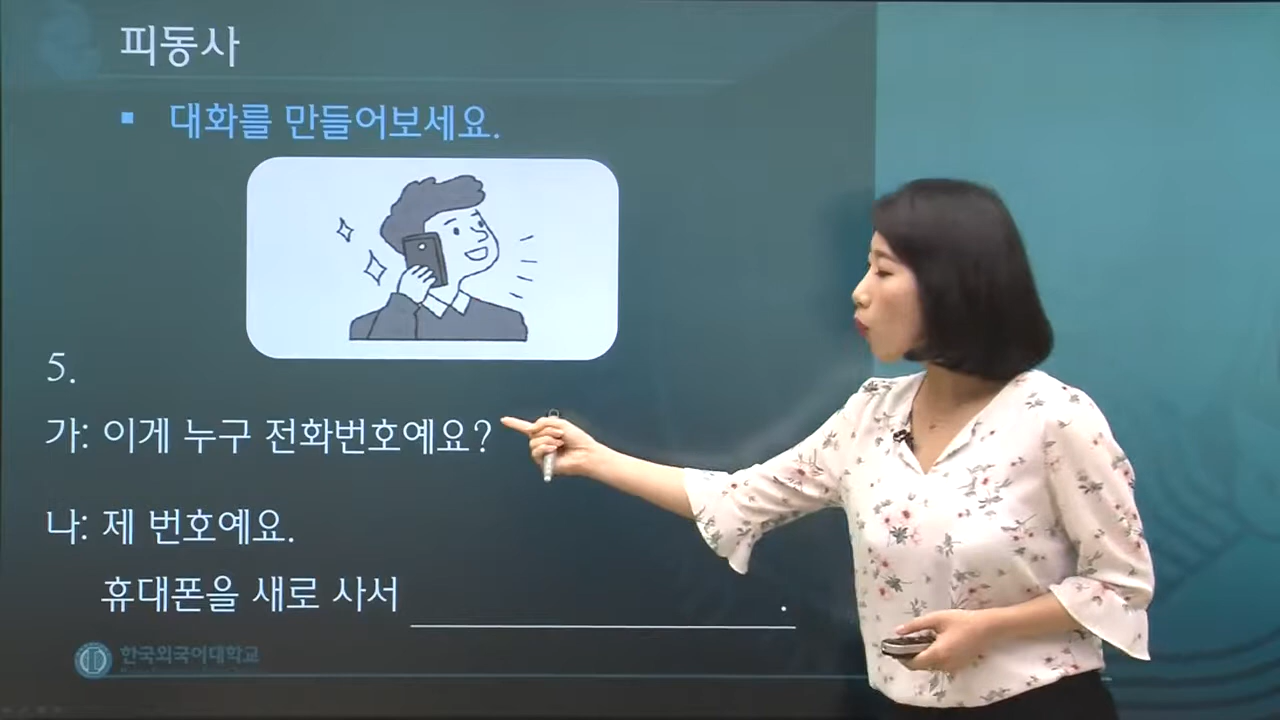 피동사
▪ 대화를 만들어보세요.
5.
가: 이게 누구 전화번호예요?
나: 제 번호예요.
휴대폰을 새로 사서 ____________________.
한국외국어대학교